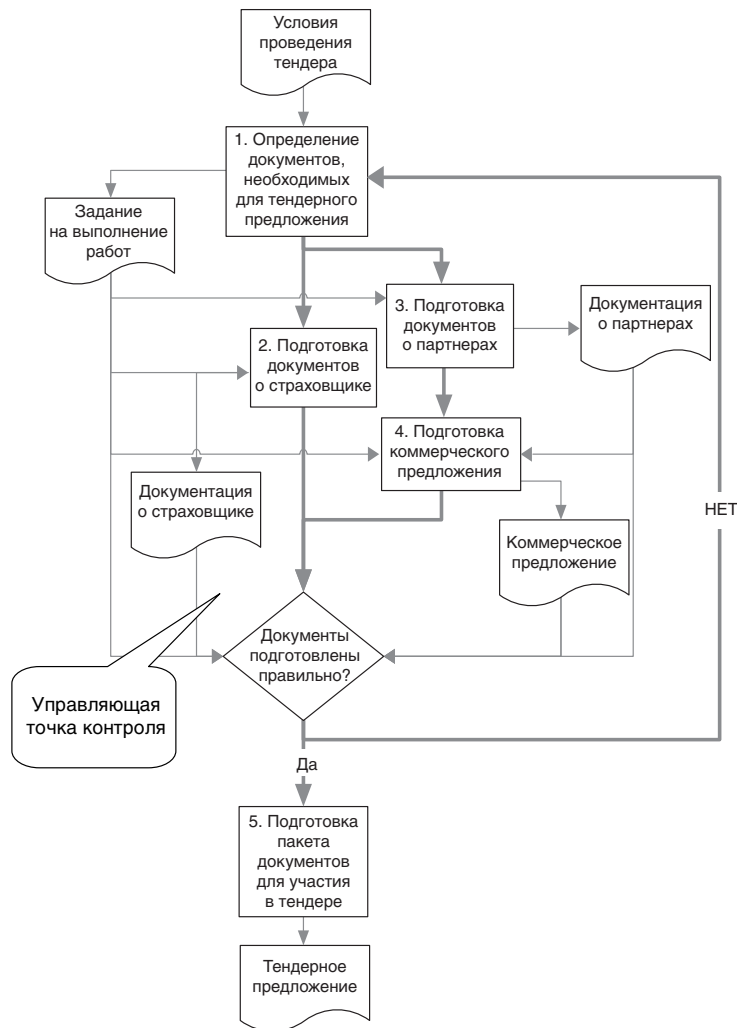 Условия
проведения
тендера
1. Определение
документов,
необходимых
для тендерного
предложения
Задание
на выполнение
работ
3. Подготовка
документов
о партнерах
Документация
о партнерах
2. Подготовка
документов
о страховщике
4. Подготовка
коммерческого
предложения
Документация
о страховщике
НЕТ
Коммерческое
предложение
Документы
подготовлены
правильно?
Управляющая
точка контроля
Да
5. Подготовка
пакета
документов
для участия
в тендере
Тендерное
предложение